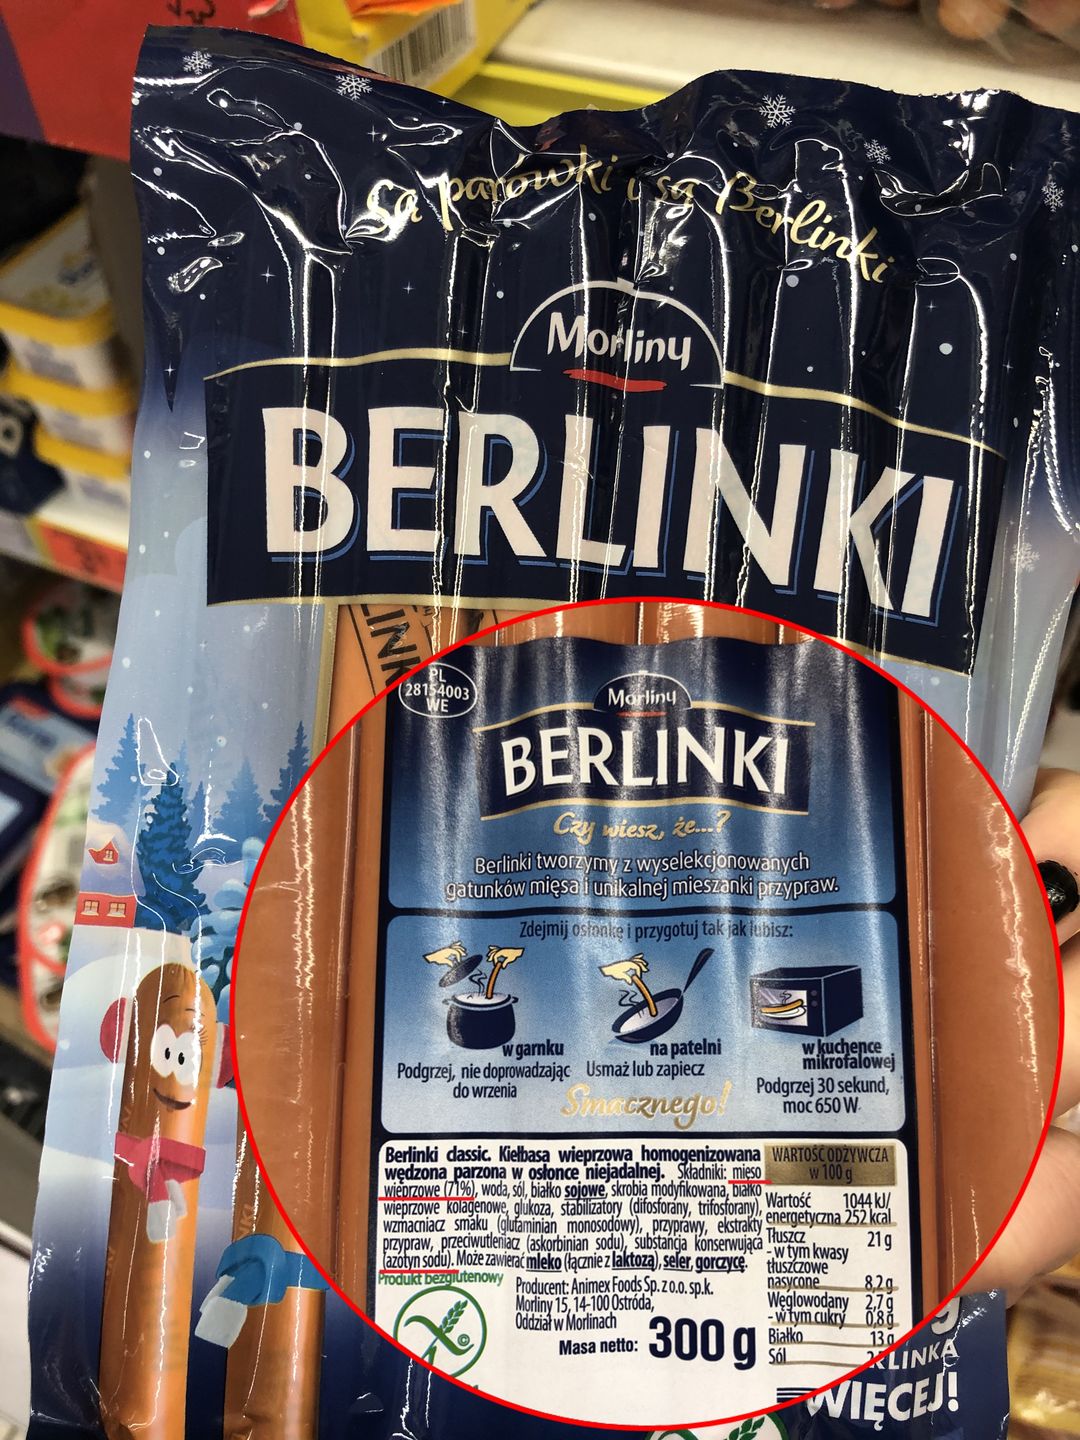 Są parówki i są Berlinki
Morliny
BERLINKI
LINK
PL
28154003
WE
Morliny
BERLINKI
Czy wiesz, że...?
Berlinki tworzymy z wyselekcjonowanych
gatunków mięsa i unikalnej mieszanki przypraw.
Zdejmij osłonkę i przygotuj tak jak lubisz:
w garnku
Podgrzej, nie doprowadzając
do wrzenia
na patelni
Usmaż lub zapiecz
w kuchence
mikrofalowej
Podgrzej 30 sekund,
moc 650 W
Smacznego!
Berlinki classic. Kiełbasa wieprzowa homogenizowana
wędzona parzona w osłonce niejadalnej. Składniki: mięso
wieprzowe (71%), woda, sól, białko sojowe, skrobia modyfikowana, białko
wieprzowe kolagenowe, glukoza, stabilizatory (difosforany, trifosforany),
wzmacniacz smaku (glutaminian monosodowy), przyprawy, ekstrakty
przypraw, przeciwutleniacz (askorbinian sodu), substancja konserwująca
(azotyn sodu). Może zawierać mleko (łącznie z laktozą), seler, gorczycę.
Produkt bezglutenowy
Producent: Animex Foods Sp. z o.o. sp.k.
Morliny 15, 14-100 Ostróda,
Oddział w Morlinach
Masa netto: 300 g
WARTOŚĆ ODŻYWCZA
w 100 g
Wartość 1044 kJ/
energetyczna 252 kcal
Tłuszcz 21 g
- w tym kwasy
tłuszczowe
nasycone 8,2 g
Węglowodany 2,7 g
- w tym cukry 0,8 g
Białko 13 g
Sól
RLINKA
WIĘCEJ!